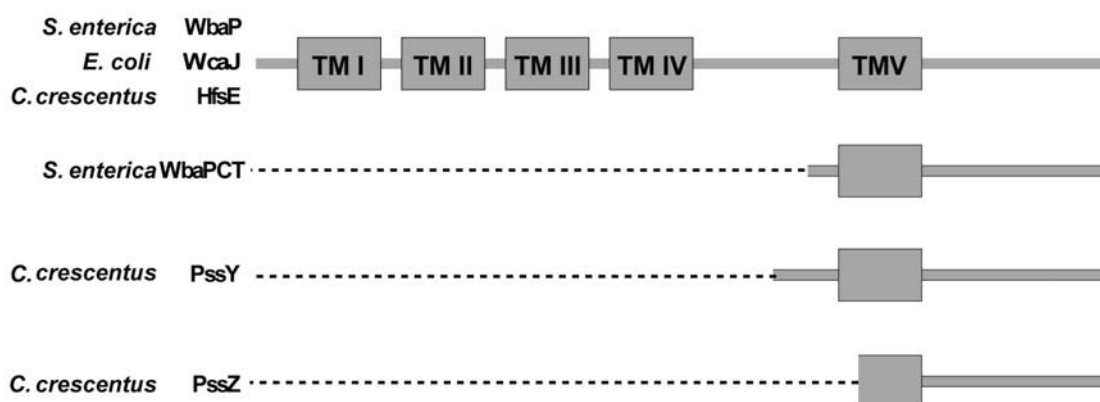 S. enterica WbaP
E. coli WcaJ
TM I TM II TM III TM IV TMV
C. crescentus HfsE
S. enterica WbaPCT
C. crescentus PssY
C. crescentus PssZ